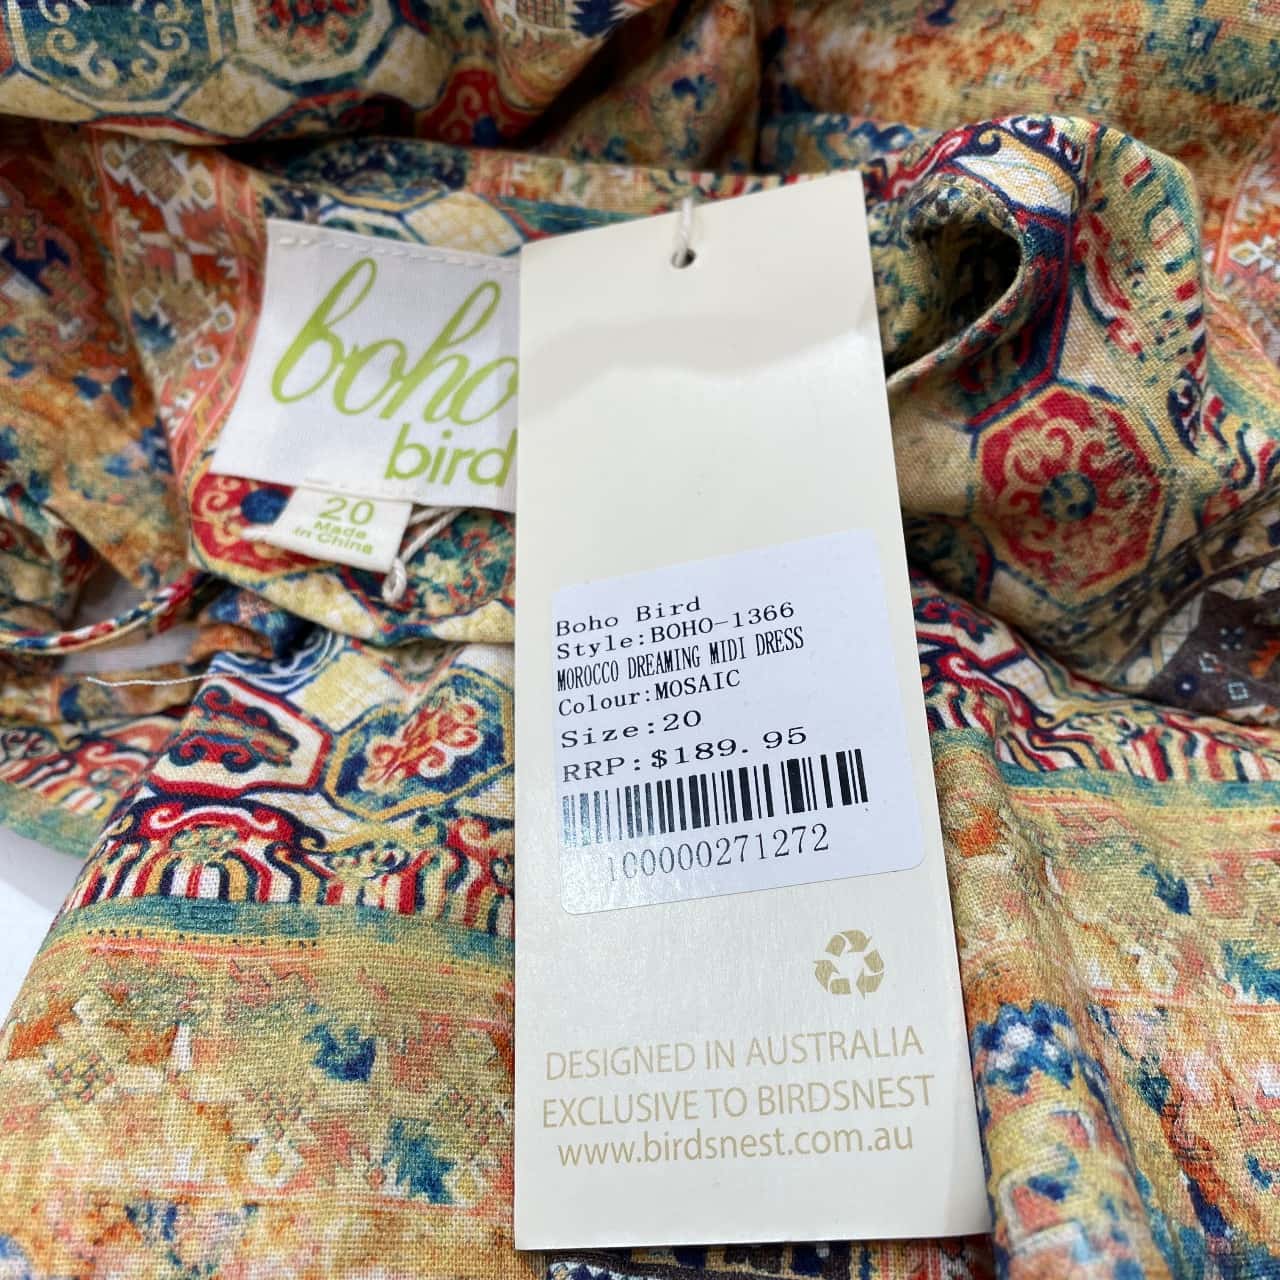 boho
bird
20
Made
in China
Boho Bird
Style:BOHO-1366
MOROCCO DREAMING MIDI DRESS
Colour:MOSAIC
Size:20
RRP:$189.95
100000271272
DESIGNED IN AUSTRALIA
EXCLUSIVE TO BIRDSNEST
www.birdsnest.com.au